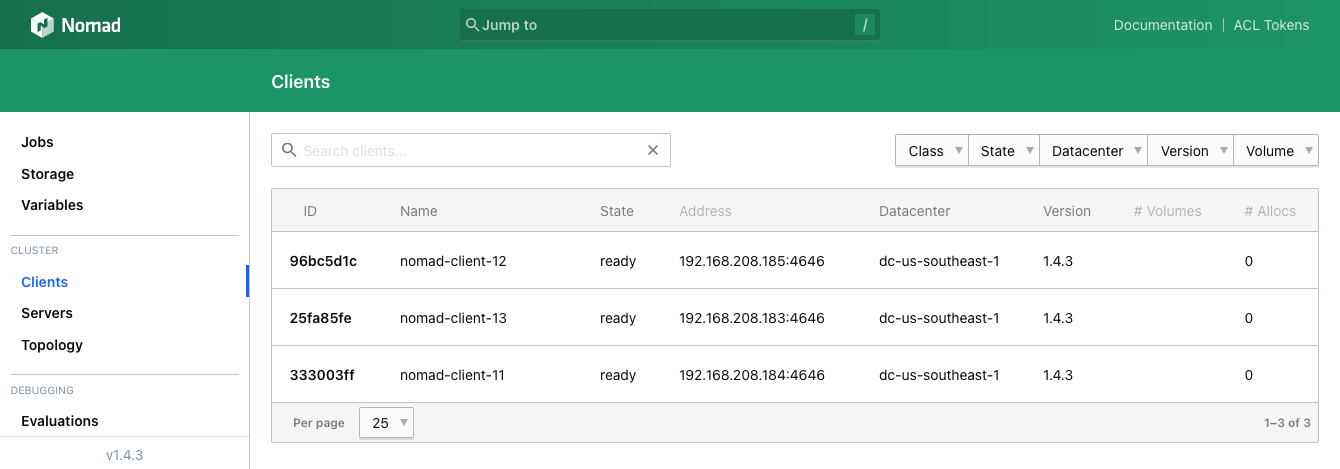 Nomad
Jump to /
Documentation ACL Tokens
Clients
Jobs
Storage
Variables
CLUSTER
Clients
Servers
Topology
DEBUGGING
Evaluations
v1.4.3
Search clients...
Class State Datacenter Version Volume
ID Name State Address Datacenter Version # Volumes # Allocs
96bc5d1c nomad-client-12 ready 192.168.208.185:4646 dc-us-southeast-1 1.4.3 0
25fa85fe nomad-client-13 ready 192.168.208.183:4646 dc-us-southeast-1 1.4.3 0
333003ff nomad-client-11 ready 192.168.208.184:4646 dc-us-southeast-1 1.4.3 0
Per page 25 1–3 of 3